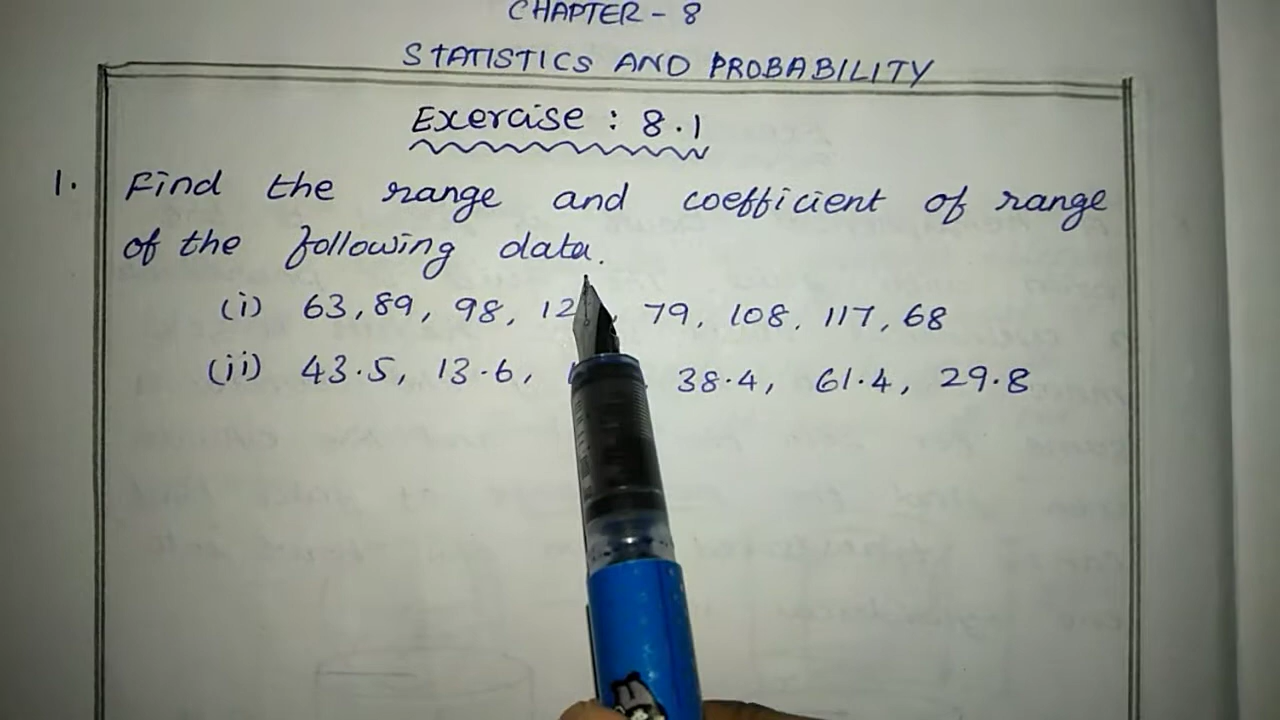 CHAPTER - 8
STATISTICS AND PROBABILITY
Exercise : 8.1
1. Find the range and coefficient of range
of the following data.
(i) 63, 89, 98, 79, 108, 117, 68
(ii) 43.5, 13.6, 38.4, 61.4, 29.8